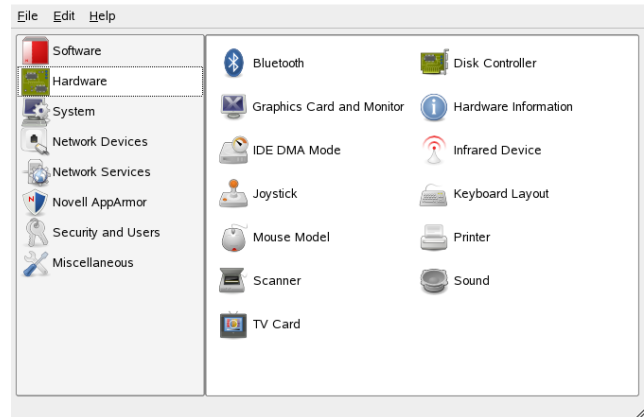 File Edit Help
Software
Hardware
System
Network Devices
Network Services
Novell AppArmor
Security and Users
Miscellaneous
Bluetooth
Disk Controller
Graphics Card and Monitor
Hardware Information
IDE DMA Mode
Infrared Device
Joystick
Keyboard Layout
Mouse Model
Printer
Scanner
Sound
TV Card